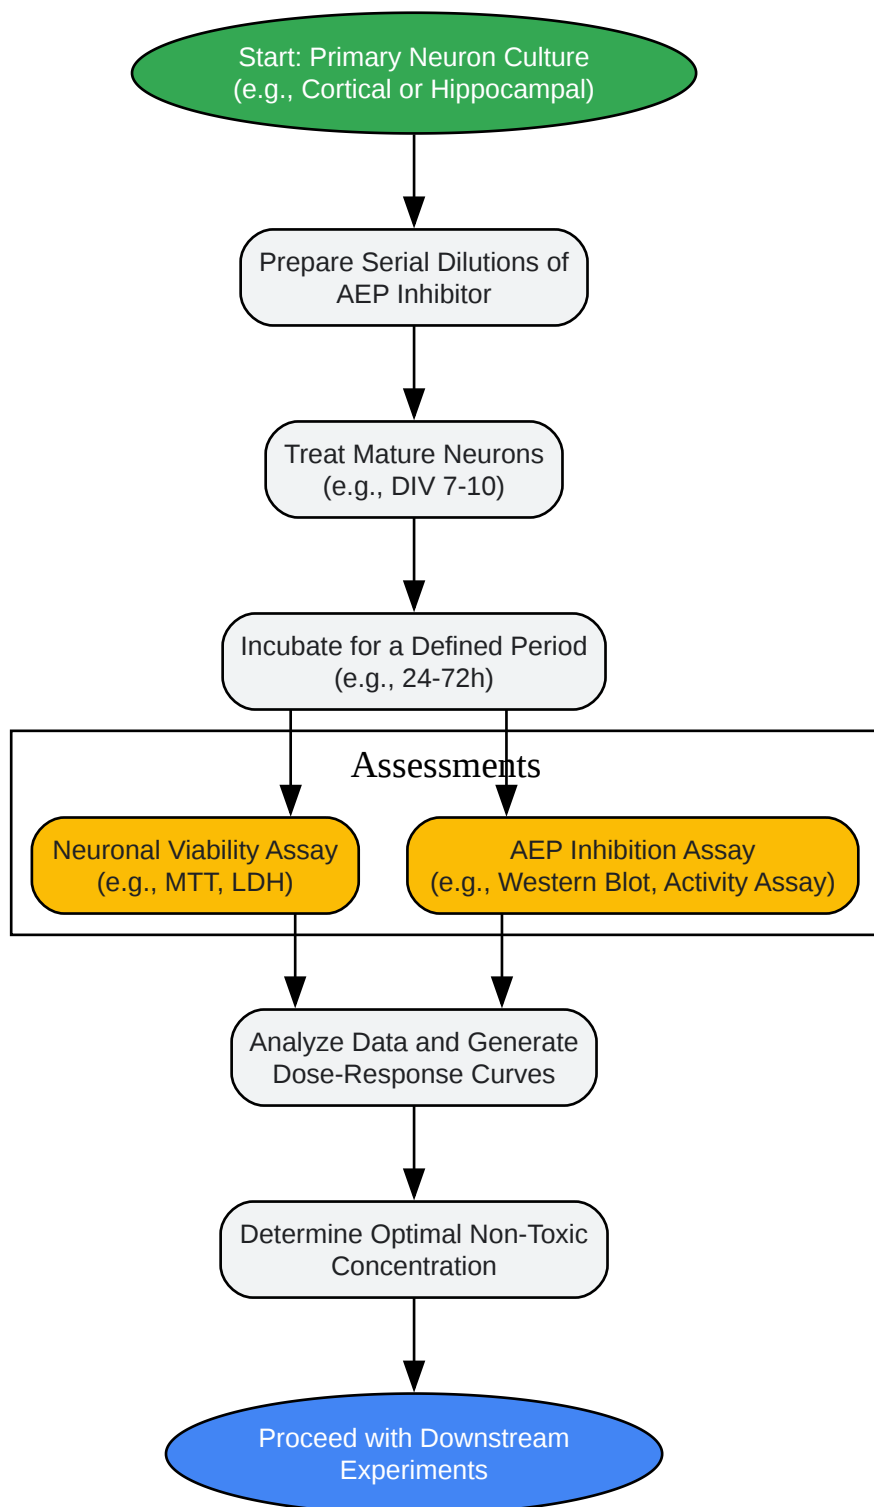 Start: Primary Neuron Culture
(e.g., Cortical or Hippocampal)
Prepare Serial Dilutions of
AEP Inhibitor
Treat Mature Neurons
(e.g., DIV 7-10)
Incubate for a Defined Period
(e.g., 24-72h)
Assessments
Neuronal Viability Assay
(e.g., MTT, LDH)
AEP Inhibition Assay
(e.g., Western Blot, Activity Assay)
Analyze Data and Generate
Dose-Response Curves
Determine Optimal Non-Toxic
Concentration
Proceed with Downstream
Experiments